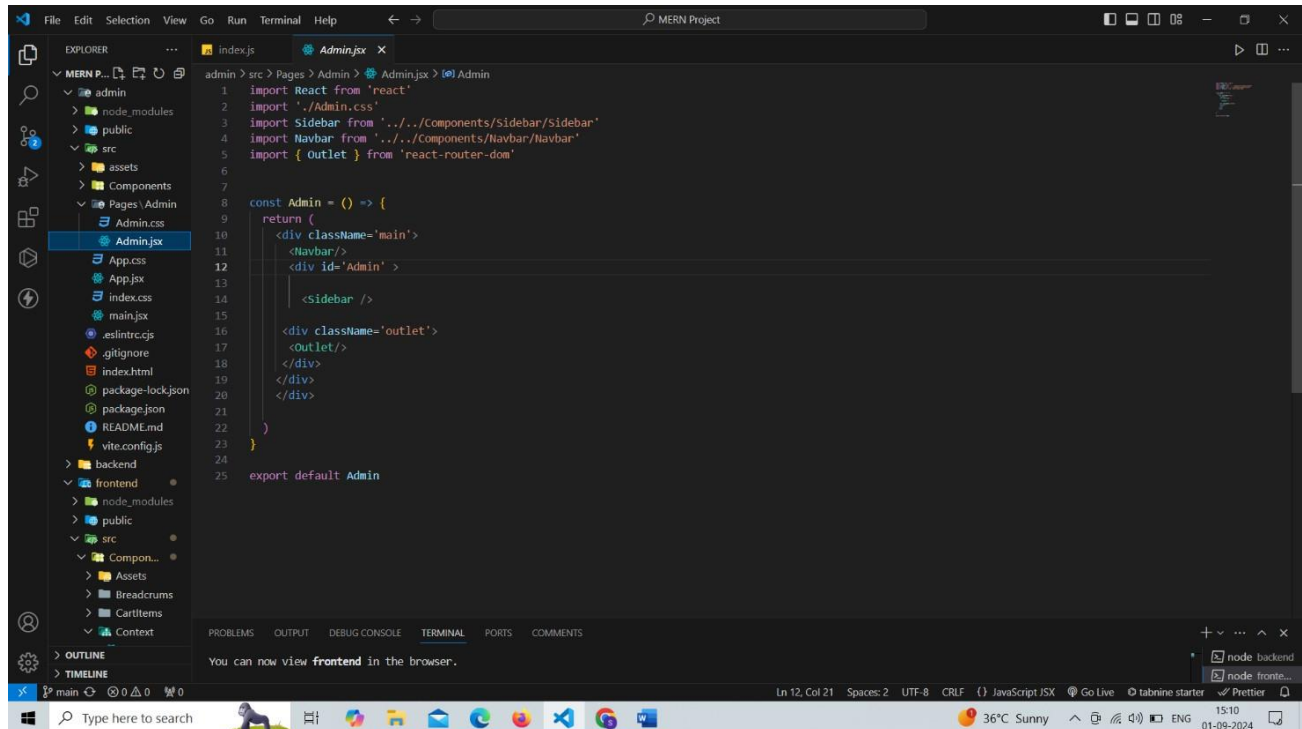 File Edit Selection View Go Run Terminal Help
MERN Project
EXPLORER
MERN P...
admin
node_modules
public
src
assets
Components
Pages\Admin
Admin.css
Admin.jsx
App.css
App.jsx
index.css
main.jsx
.eslintrc.cjs
.gitignore
index.html
package-lock.json
package.json
README.md
vite.config.js
backend
frontend
node_modules
public
src
Compon...
Assets
Breadcrums
CartItems
Context
OUTLINE
TIMELINE
index.js Admin.jsx
admin > src > Pages > Admin > Admin.jsx > Admin
1 import React from 'react'
2 import './Admin.css'
3 import Sidebar from '../../Components/Sidebar/Sidebar'
4 import Navbar from '../../Components/Navbar/Navbar'
5 import { Outlet } from 'react-router-dom'
6
7
8 const Admin = () => {
9 return (
10 <div className='main'>
11 <Navbar/>
12 <div id='Admin' >
13
14 <Sidebar />
15
16 <div className='outlet'>
17 <Outlet/>
18 </div>
19 </div>
20 </div>
21
22 )
23 }
24
25 export default Admin
PROBLEMS OUTPUT DEBUG CONSOLE TERMINAL PORTS COMMENTS
You can now view frontend in the browser.
node backend
node fronte...
main 0 0 0
Ln 12, Col 21 Spaces: 2 UTF-8 CRLF {} JavaScript JSX Go Live tabnine starter Prettier
Type here to search
36°C Sunny ENG
15:10
01-09-2024